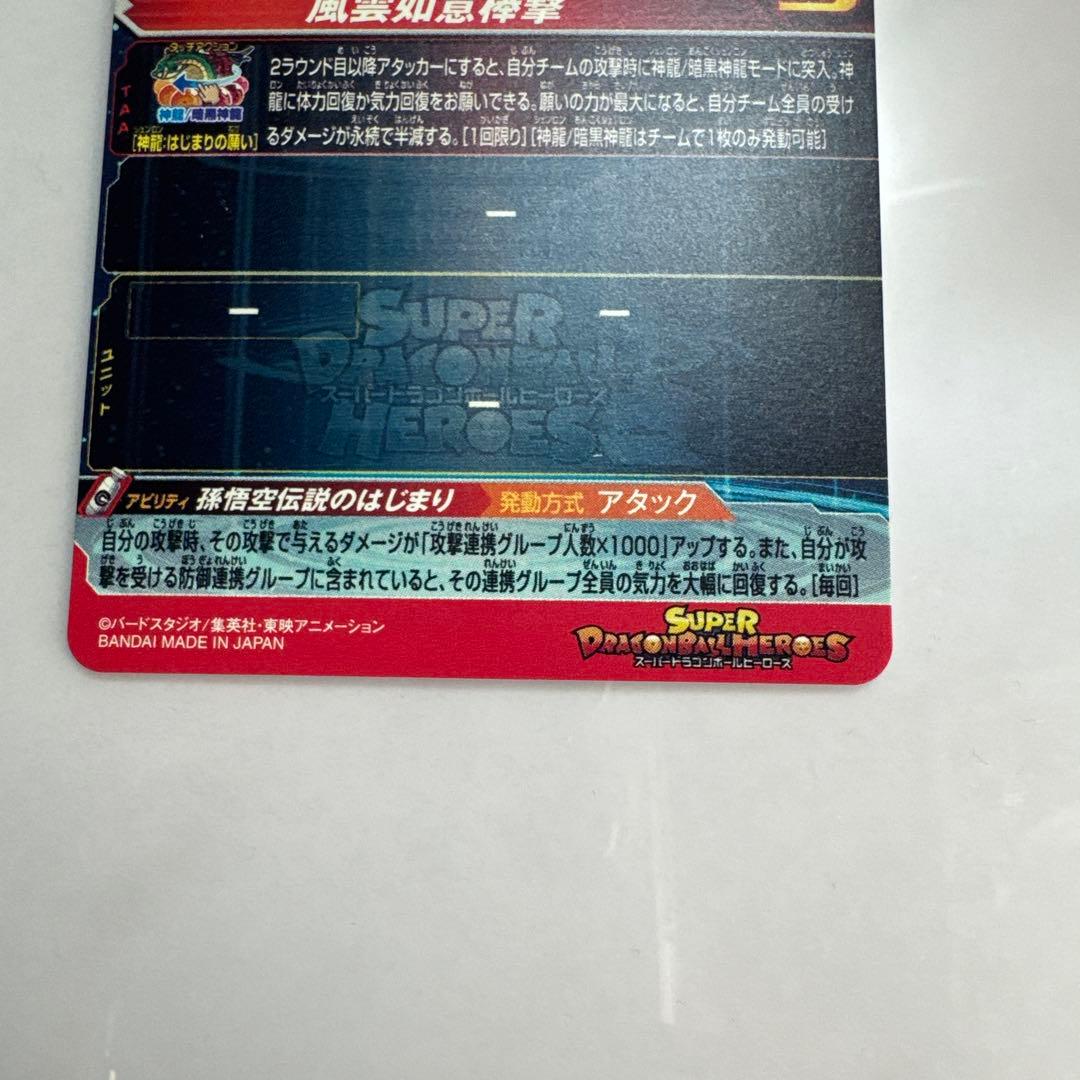 風雲如意棒撃
タッチアクション
神龍/暗黒神龍
[神龍:はじまりの願い]
TAA
2ラウンド目以降アタッカーにすると、自分チームの攻撃時に神龍/暗黒神龍モードに突入。神
龍に体力回復か気力回復をお願いできる。願いの力が最大になると、自分チーム全員の受け
るダメージが永続で半減する。[1回限り][神龍/暗黒神龍はチームで1枚のみ発動可能]
ー
ユニット
ー
ー
ー
SUPER
DRAGONBALL
スーパードラゴンボールヒーローズ
HEROES
アビリティ 孫悟空伝説のはじまり 発動方式 アタック
自分の攻撃時、その攻撃で与えるダメージが「攻撃連携グループ人数×1000」アップする。また、自分が攻
撃を受ける防御連携グループに含まれていると、その連携グループ全員の気力を大幅に回復する。[毎回]
©バードスタジオ/集英社・東映アニメーション
BANDAI MADE IN JAPAN
SUPER
DRAGONBALL HEROES
スーパードラゴンボールヒーローズ